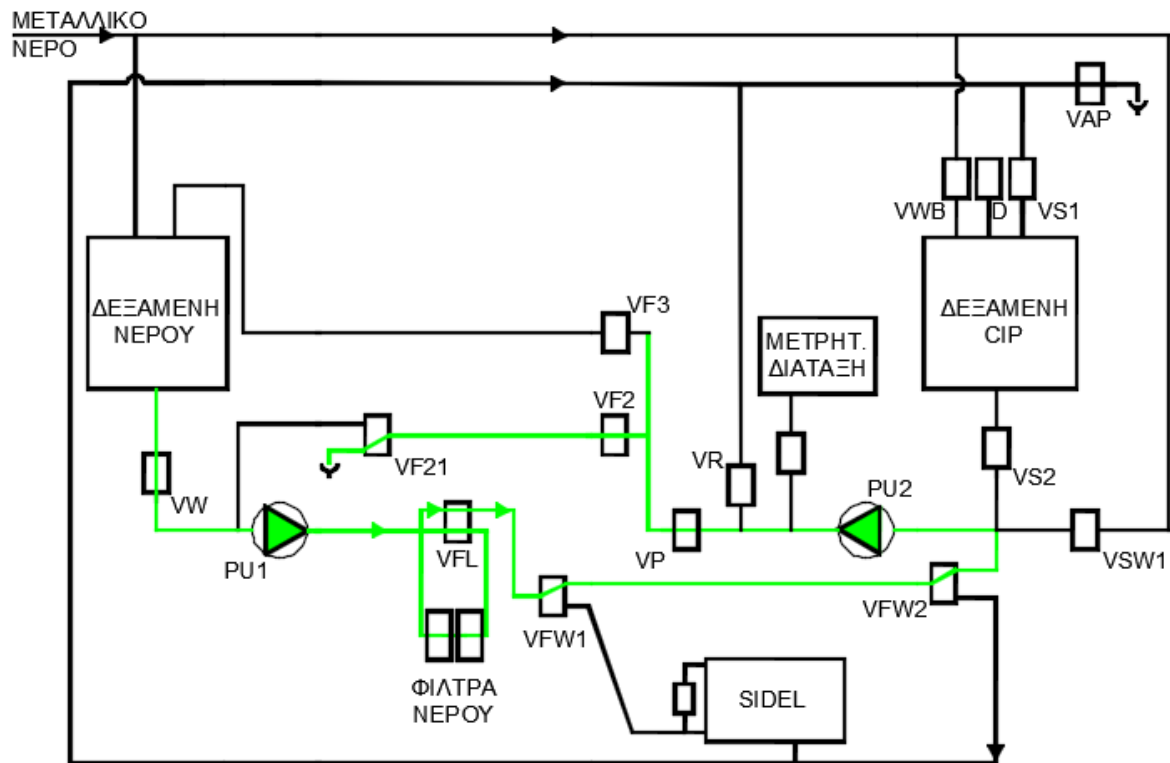 ΜΕΤΑΛΛΙΚΟ
ΝΕΡΟ
VAP
VWB
D
VS1
ΔΕΞΑΜΕΝΗ
ΝΕΡΟΥ
VF3
ΜΕΤΡΗΤ.
ΔΙΑΤΑΞΗ
ΔΕΞΑΜΕΝΗ
CIP
VF2
VF21
VR
VS2
VW
PU2
PU1
VFL
VP
VSW1
VFW1
VFW2
ΦΙΛΤΡΑ
ΝΕΡΟΥ
SIDEL